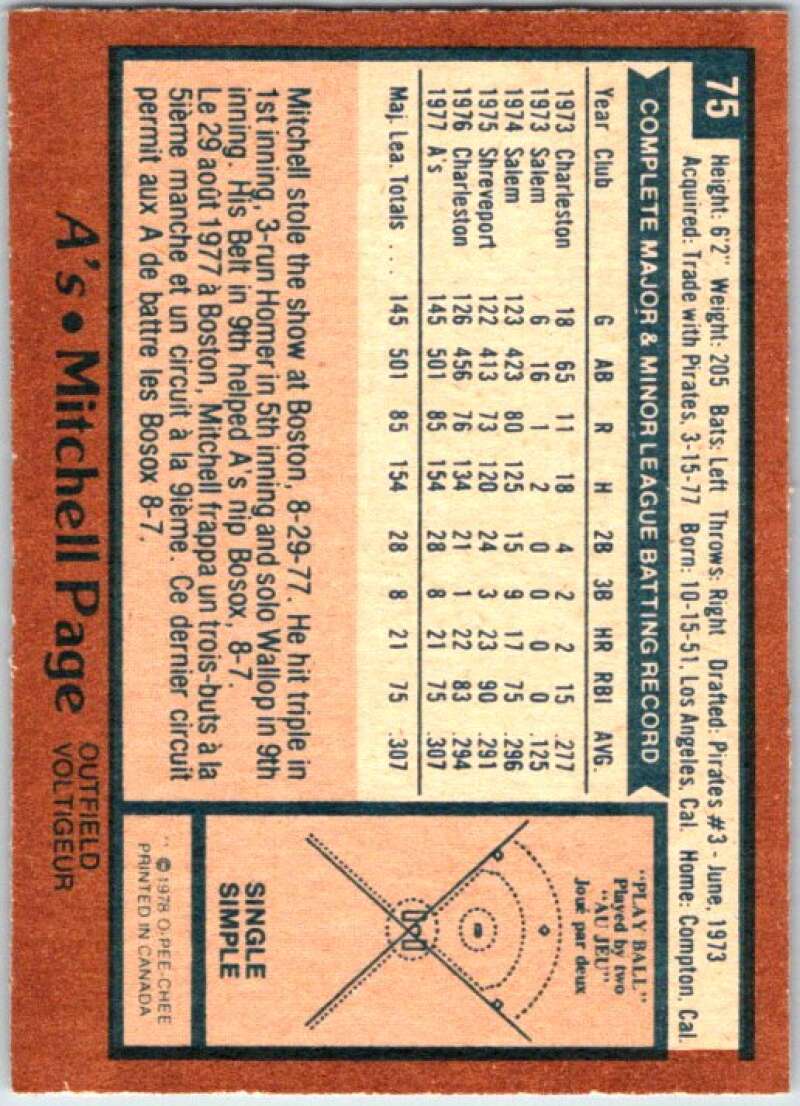 75
Height: 6'2" Weight: 205 Bats: Left Throws: Right Drafted: Pirates #3 - June, 1973
Acquired: Trade with Pirates, 3-15-77 Born: 10-15-51, Los Angeles, Cal. Home: Compton, Cal.
COMPLETE MAJOR & MINOR LEAGUE BATTING RECORD
Year Club G AB R H 2B 3B HR RBI AVG.
1973 Charleston 18 65 11 18 4 2 2 15 .277
1973 Salem 6 16 1 2 0 0 0 0 .125
1974 Salem 123 423 80 125 15 9 17 75 .296
1975 Shreveport 122 413 73 120 24 3 23 90 .291
1976 Charleston 126 456 76 134 21 1 22 83 .294
1977 A's 145 501 85 154 28 8 21 75 .307
Maj. Lea. Totals ... 145 501 85 154 28 8 21 75 .307
Mitchell stole the show at Boston, 8-29-77. He hit triple in
1st inning, 3-run Homer in 5th inning and solo Wallop in 9th
inning. His Belt in 9th helped A's nip Bosox, 8-7.
Le 29 août 1977 à Boston, Mitchell frappa un trois-buts à la
5ième manche et un circuit à la 9ième. Ce dernier circuit
permit aux A de battre les Bosox 8-7.
"PLAY BALL"
Played by two
"AU JEU"
Joué par deux
SINGLE
SIMPLE
** © 1978 O-PEE-CHEE
PRINTED IN CANADA
A's • Mitchell Page
OUTFIELD
VOLTIGEUR